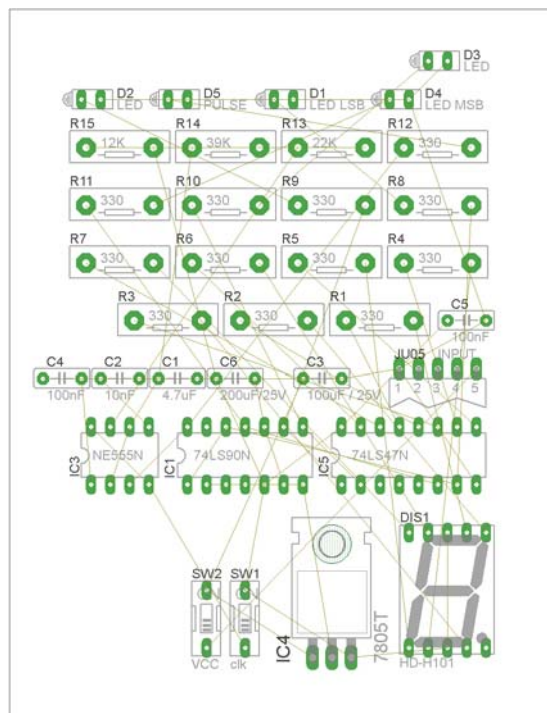 D3
LED
D2 D5 D1 D4
LED PULSE LED LSB LED MSB
R15 R14 R13 R12
12K 39K 22K 330
R11 R10 R9 R8
330 330 330 330
R7 R6 R5 R4
330 330 330 330
R3 R2 R1 C5
330 330 330
100nF
JU05 INPUT
C4 C2 C1 C6 C3
1 2 3 4 5
100nF 10nF 4.7uF 200uF/25V 100uF / 25V
IC3 NE555N IC1 74LS90N IC5 74LS47N
DIS1
SW2 SW1
IC4 7805T
VCC clk HD-H101